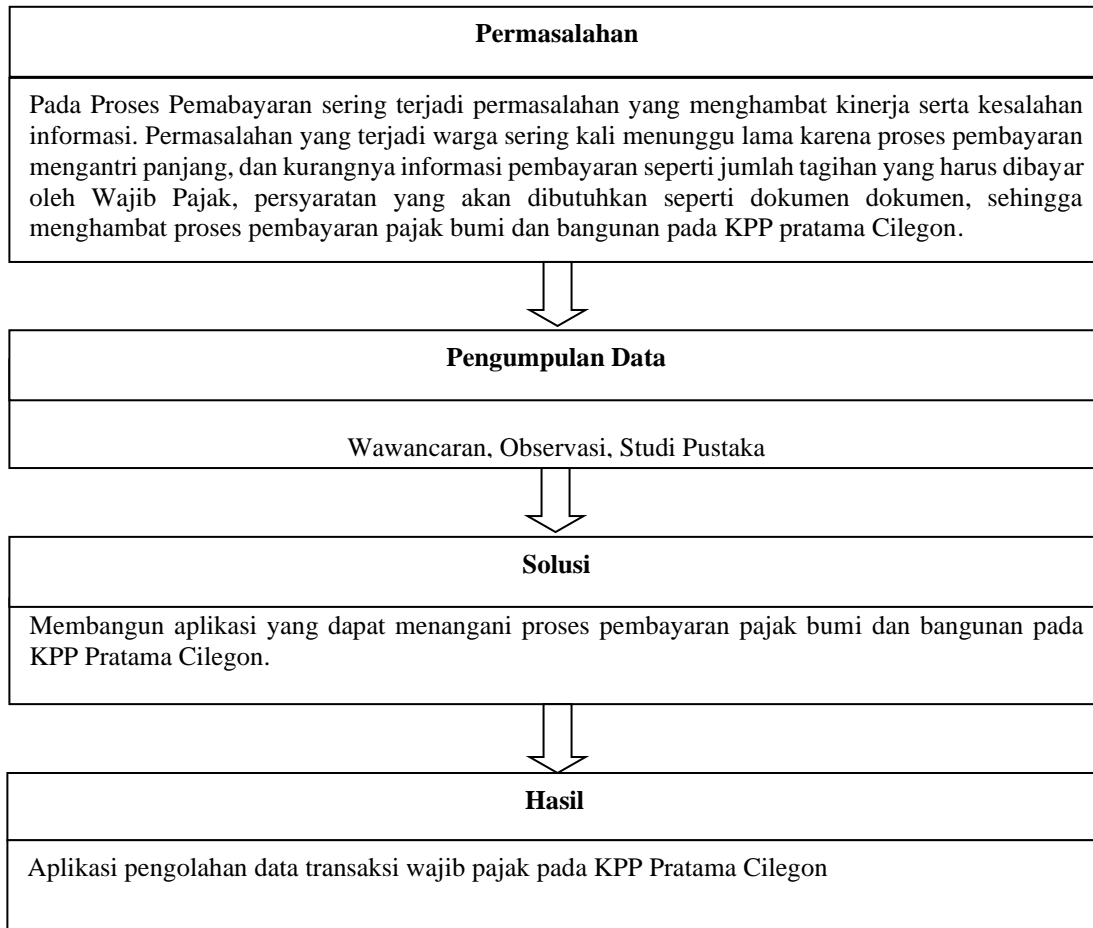 Permasalahan
Pada Proses Pemabayaran sering terjadi permasalahan yang menghambat kinerja serta kesalahan
informasi. Permasalahan yang terjadi warga sering kali menunggu lama karena proses pembayaran
mengantri panjang, dan kurangnya informasi pembayaran seperti jumlah tagihan yang harus dibayar
oleh Wajib Pajak, persyaratan yang akan dibutuhkan seperti dokumen dokumen, sehingga
menghambat proses pembayaran pajak bumi dan bangunan pada KPP pratama Cilegon.
Pengumpulan Data
Wawancaran, Observasi, Studi Pustaka
Solusi
Membangun aplikasi yang dapat menangani proses pembayaran pajak bumi dan bangunan pada
KPP Pratama Cilegon.
Hasil
Aplikasi pengolahan data transaksi wajib pajak pada KPP Pratama Cilegon